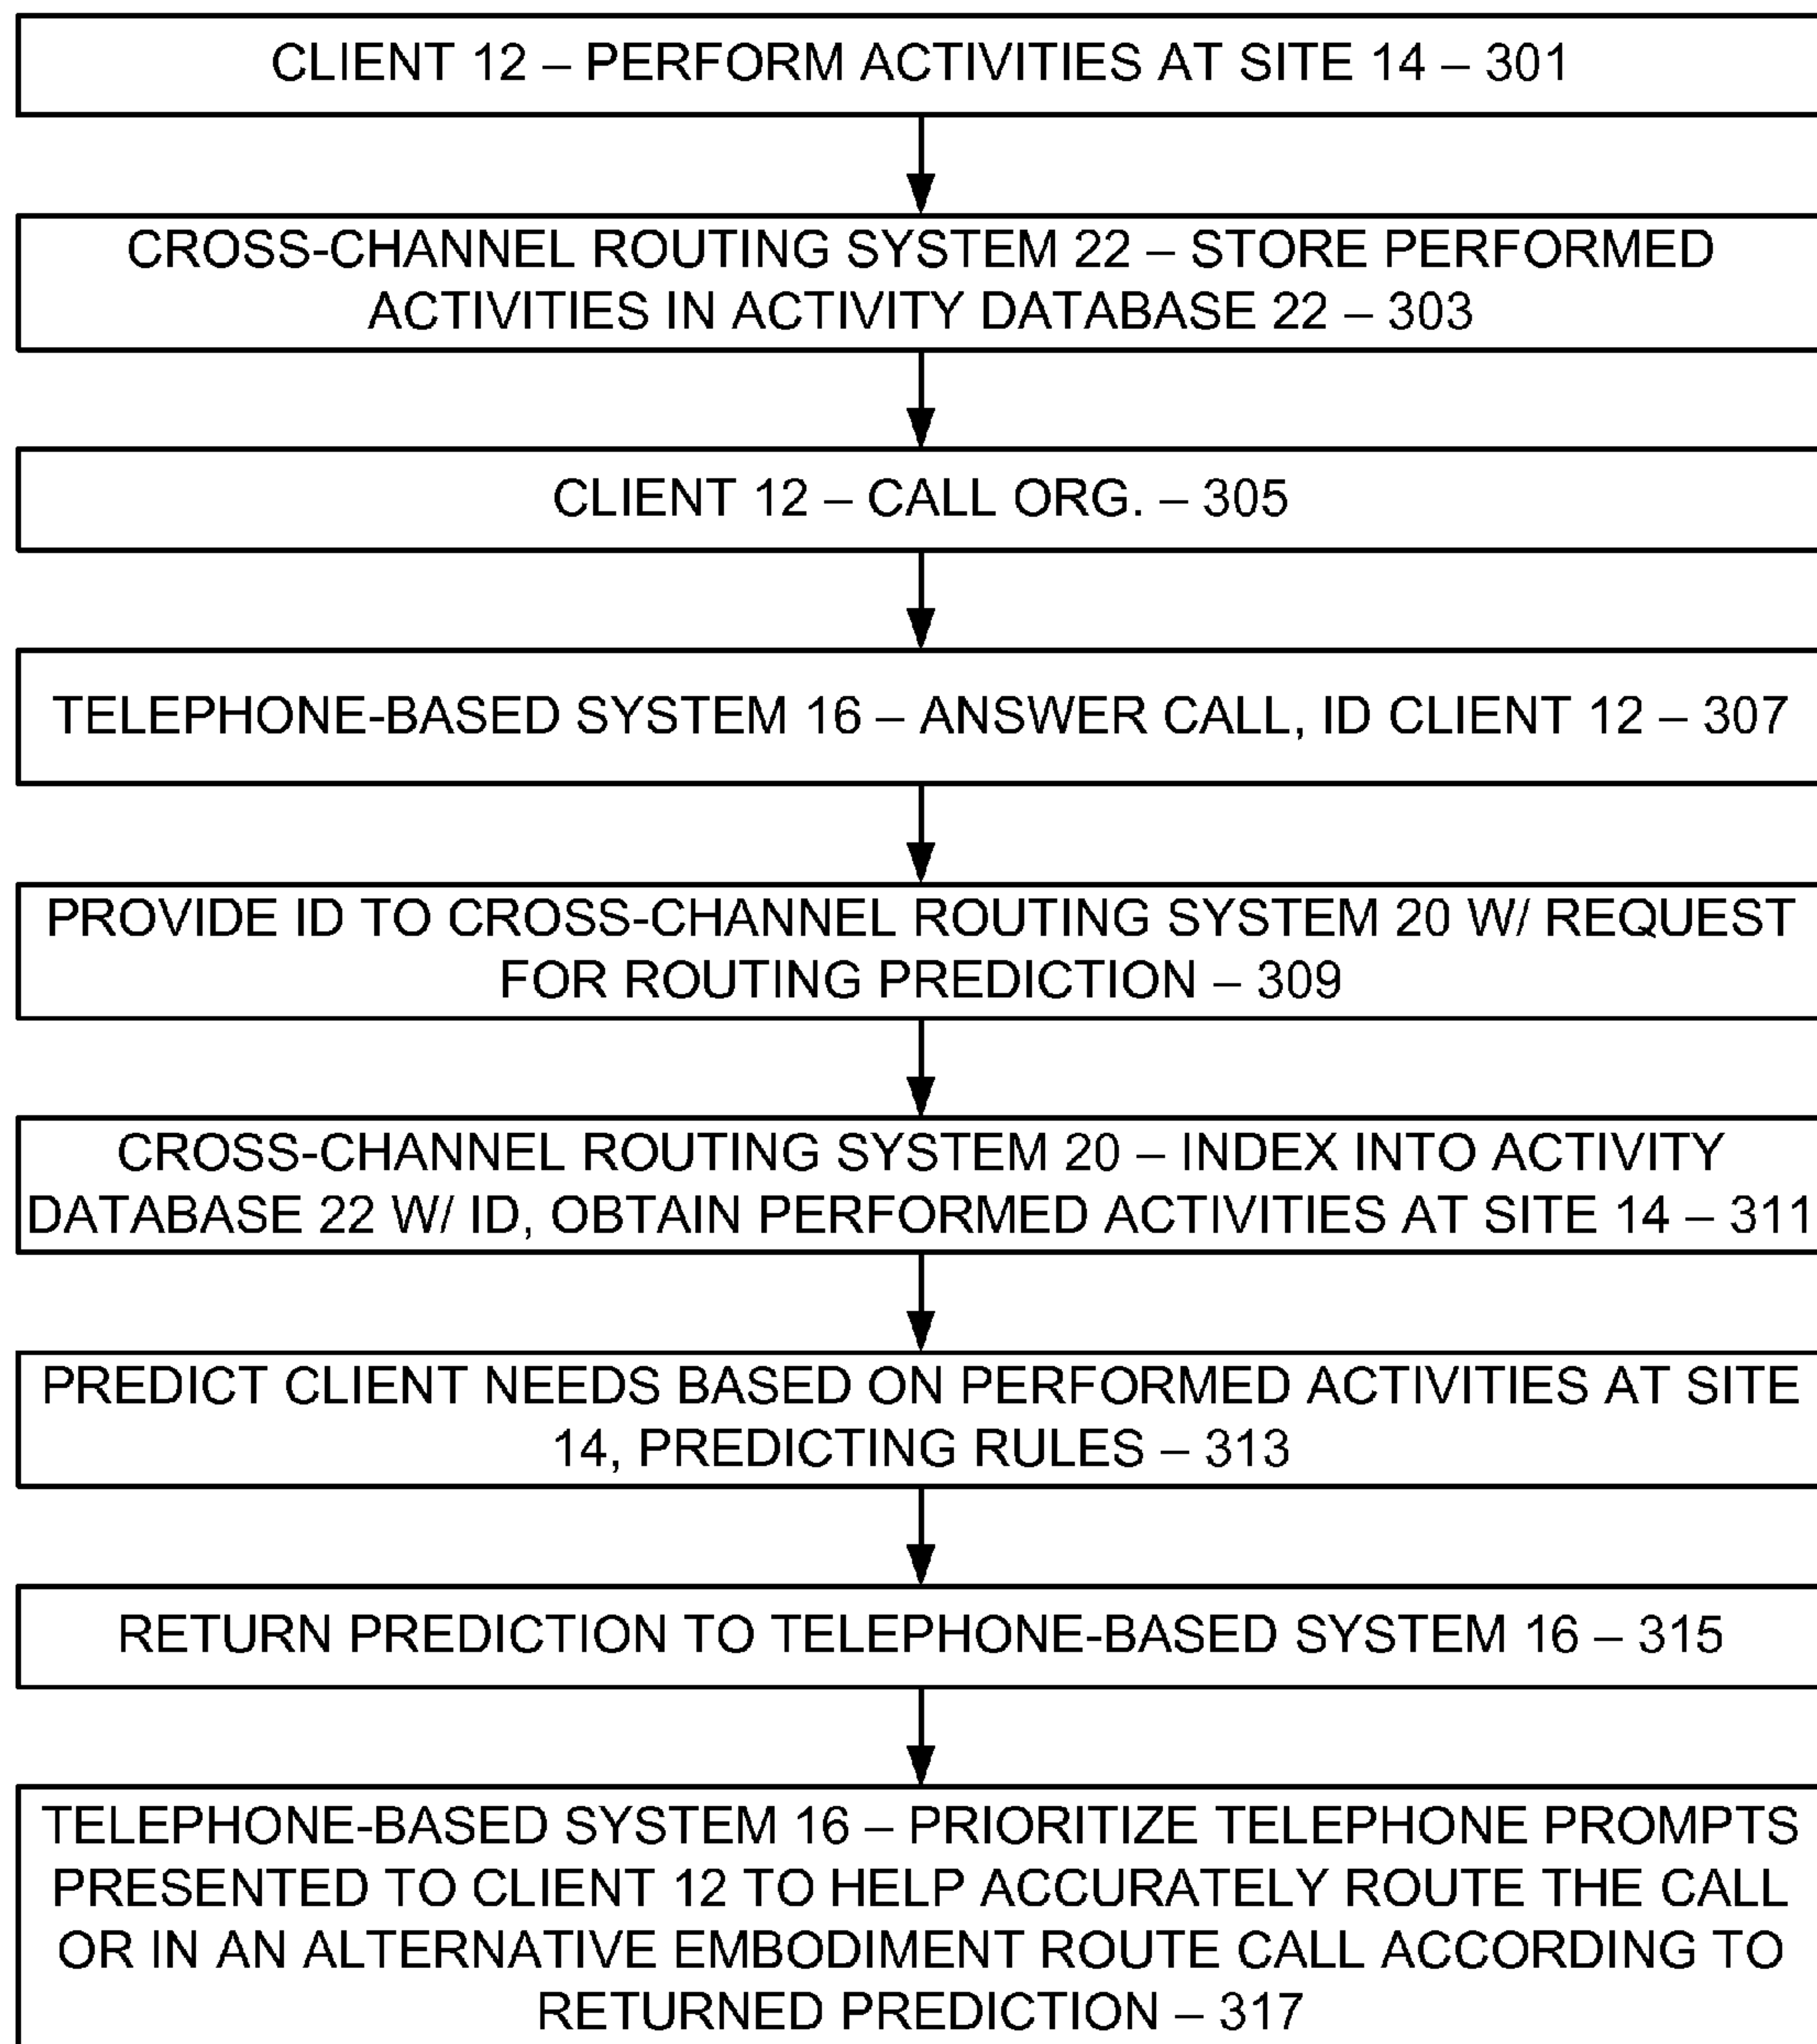 CLIENT 12 – PERFORM ACTIVITIES AT SITE 14 – 301
CROSS-CHANNEL ROUTING SYSTEM 22 – STORE PERFORMED
ACTIVITIES IN ACTIVITY DATABASE 22 – 303
CLIENT 12 – CALL ORG. – 305
TELEPHONE-BASED SYSTEM 16 – ANSWER CALL, ID CLIENT 12 – 307
PROVIDE ID TO CROSS-CHANNEL ROUTING SYSTEM 20 W/ REQUEST
FOR ROUTING PREDICTION – 309
CROSS-CHANNEL ROUTING SYSTEM 20 – INDEX INTO ACTIVITY
DATABASE 22 W/ ID, OBTAIN PERFORMED ACTIVITIES AT SITE 14 – 311
PREDICT CLIENT NEEDS BASED ON PERFORMED ACTIVITIES AT SITE
14, PREDICTING RULES – 313
RETURN PREDICTION TO TELEPHONE-BASED SYSTEM 16 – 315
TELEPHONE-BASED SYSTEM 16 – PRIORITIZE TELEPHONE PROMPTS
PRESENTED TO CLIENT 12 TO HELP ACCURATELY ROUTE THE CALL
OR IN AN ALTERNATIVE EMBODIMENT ROUTE CALL ACCORDING TO
RETURNED PREDICTION – 317